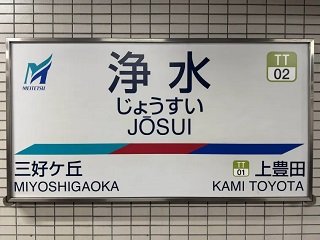 MEITETSU
浄水
じょうすい
JŌSUI
TT
02
三好ケ丘
MIYOSHIGAOKA
TT
01
上豊田
KAMI TOYOTA